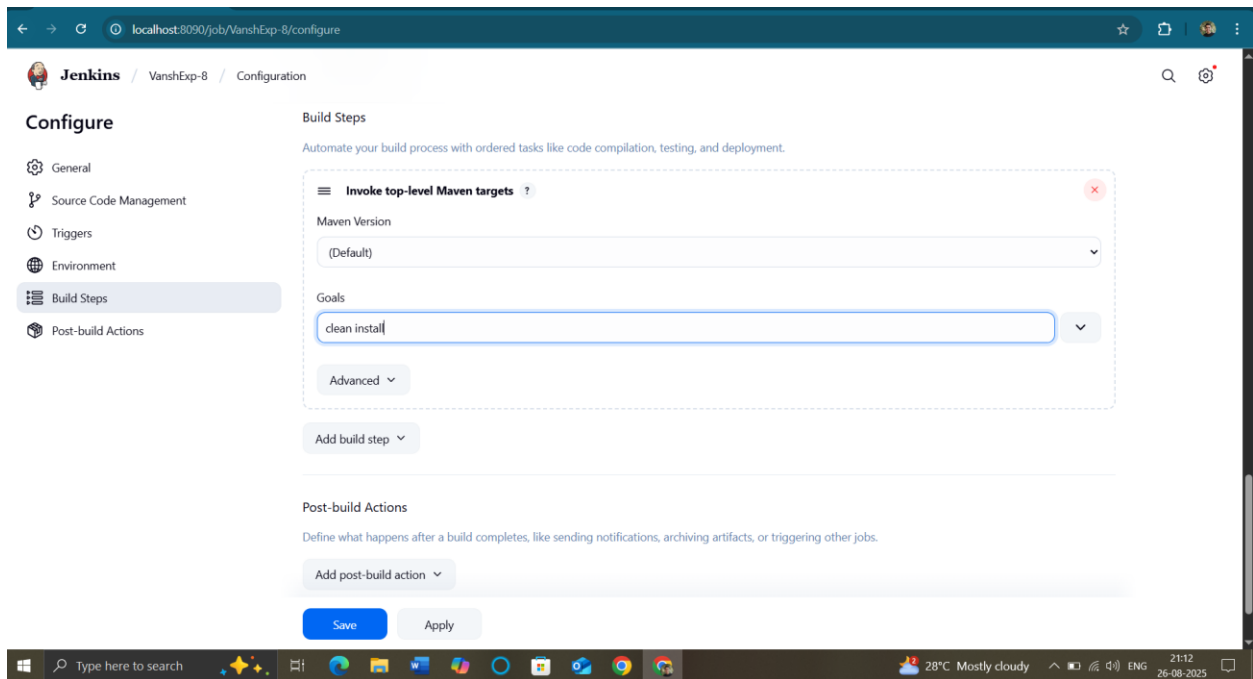 localhost:8090/job/VanshExp-8/configure
Jenkins / VanshExp-8 / Configuration
Configure
General
Source Code Management
Triggers
Environment
Build Steps
Post-build Actions
Build Steps
Automate your build process with ordered tasks like code compilation, testing, and deployment.
Invoke top-level Maven targets ?
Maven Version
(Default)
Goals
clean install
Advanced
Add build step
Post-build Actions
Define what happens after a build completes, like sending notifications, archiving artifacts, or triggering other jobs.
Add post-build action
Save Apply
Type here to search
28°C Mostly cloudy
ENG
21:12
26-08-2025